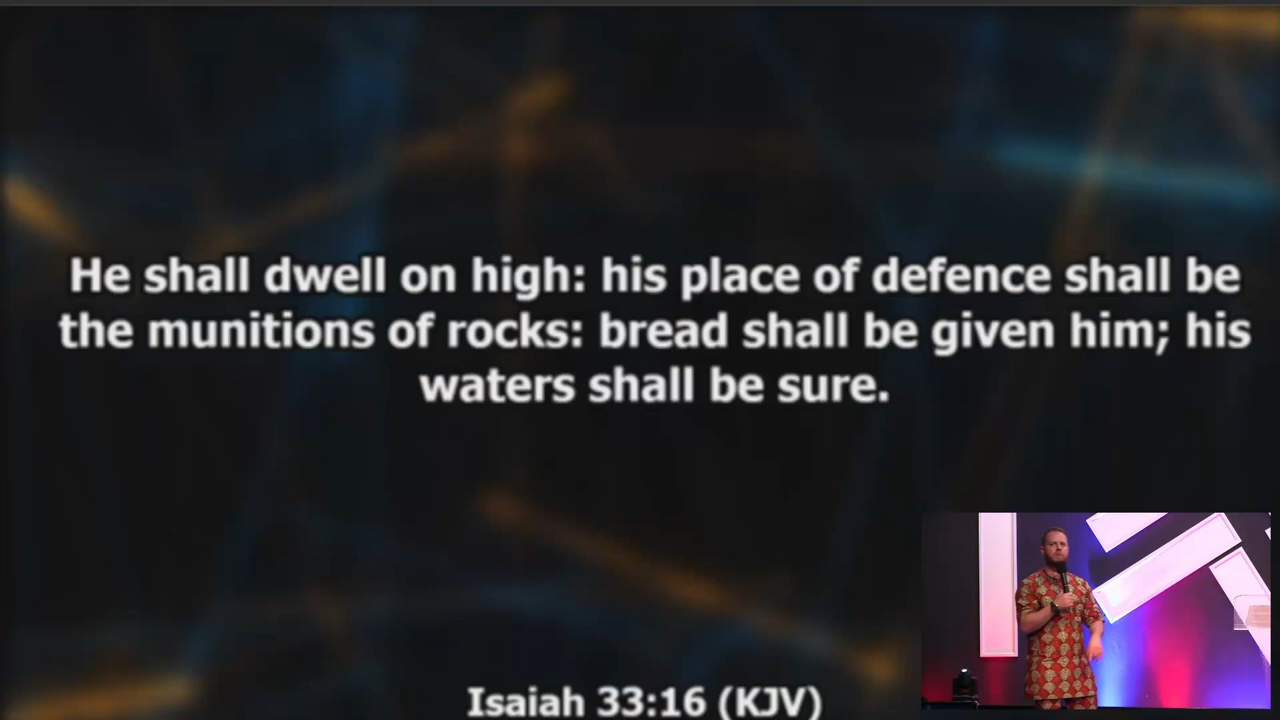 He shall dwell on high: his place of defence shall be
the munitions of rocks: bread shall be given him; his
waters shall be sure.
Isaiah 33:16 (KJV)